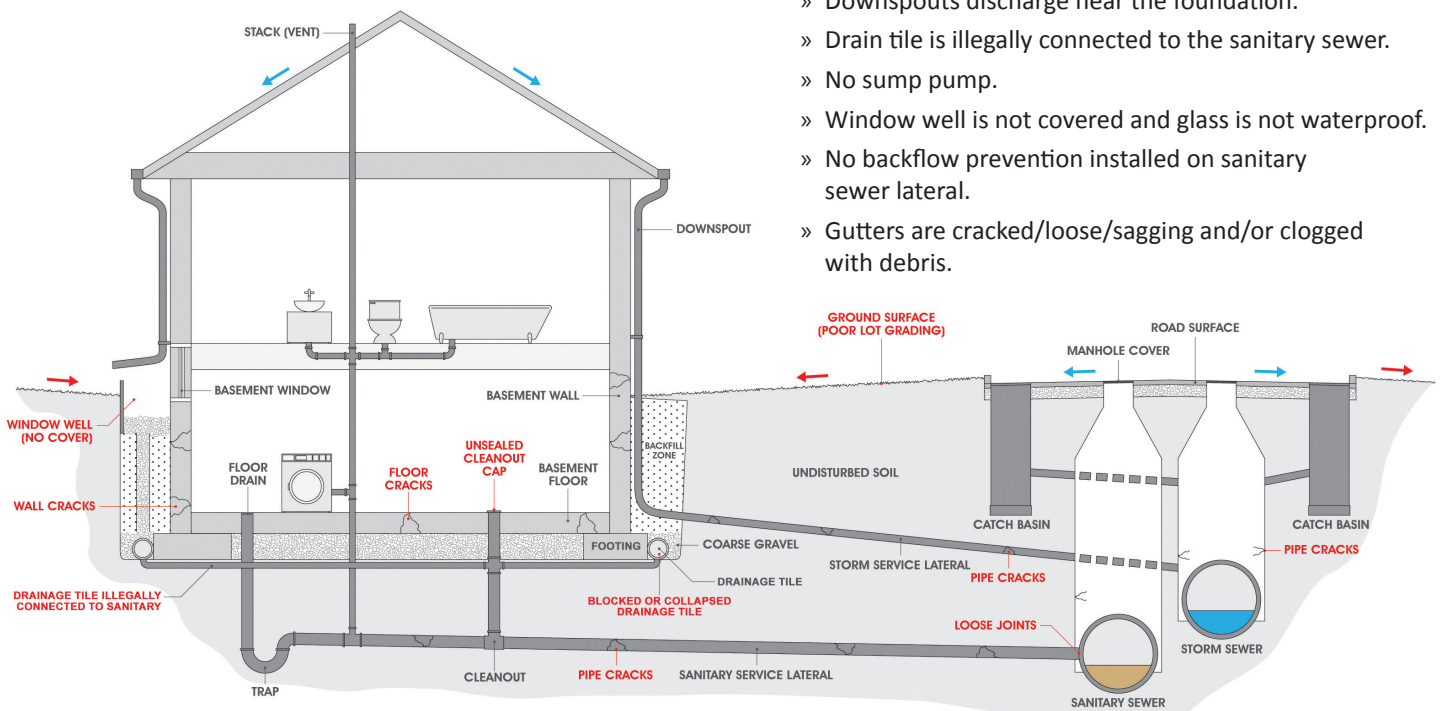 » Downspouts discharge near the foundation.
» Drain tile is illegally connected to the sanitary sewer.
» No sump pump.
» Window well is not covered and glass is not waterproof.
» No backflow prevention installed on sanitary
sewer lateral.
» Gutters are cracked/loose/sagging and/or clogged
with debris.
STACK (VENT)
DOWNSPOUT
GROUND SURFACE
(POOR LOT GRADING)
ROAD SURFACE
MANHOLE COVER
BASEMENT WINDOW
BASEMENT WALL
WINDOW WELL
(NO COVER)
BACKFILL
ZONE
UNSEALED
CLEANOUT
CAP
FLOOR
DRAIN
FLOOR
CRACKS
BASEMENT
FLOOR
UNDISTURBED SOIL
WALL CRACKS
CATCH BASIN
CATCH BASIN
FOOTING
COARSE GRAVEL
PIPE CRACKS
STORM SERVICE LATERAL
PIPE CRACKS
DRAINAGE TILE
DRAINAGE TILE ILLEGALLY
CONNECTED TO SANITARY
BLOCKED OR COLLAPSED
DRAINAGE TILE
LOOSE JOINTS
STORM SEWER
TRAP
CLEANOUT
PIPE CRACKS
SANITARY SERVICE LATERAL
SANITARY SEWER